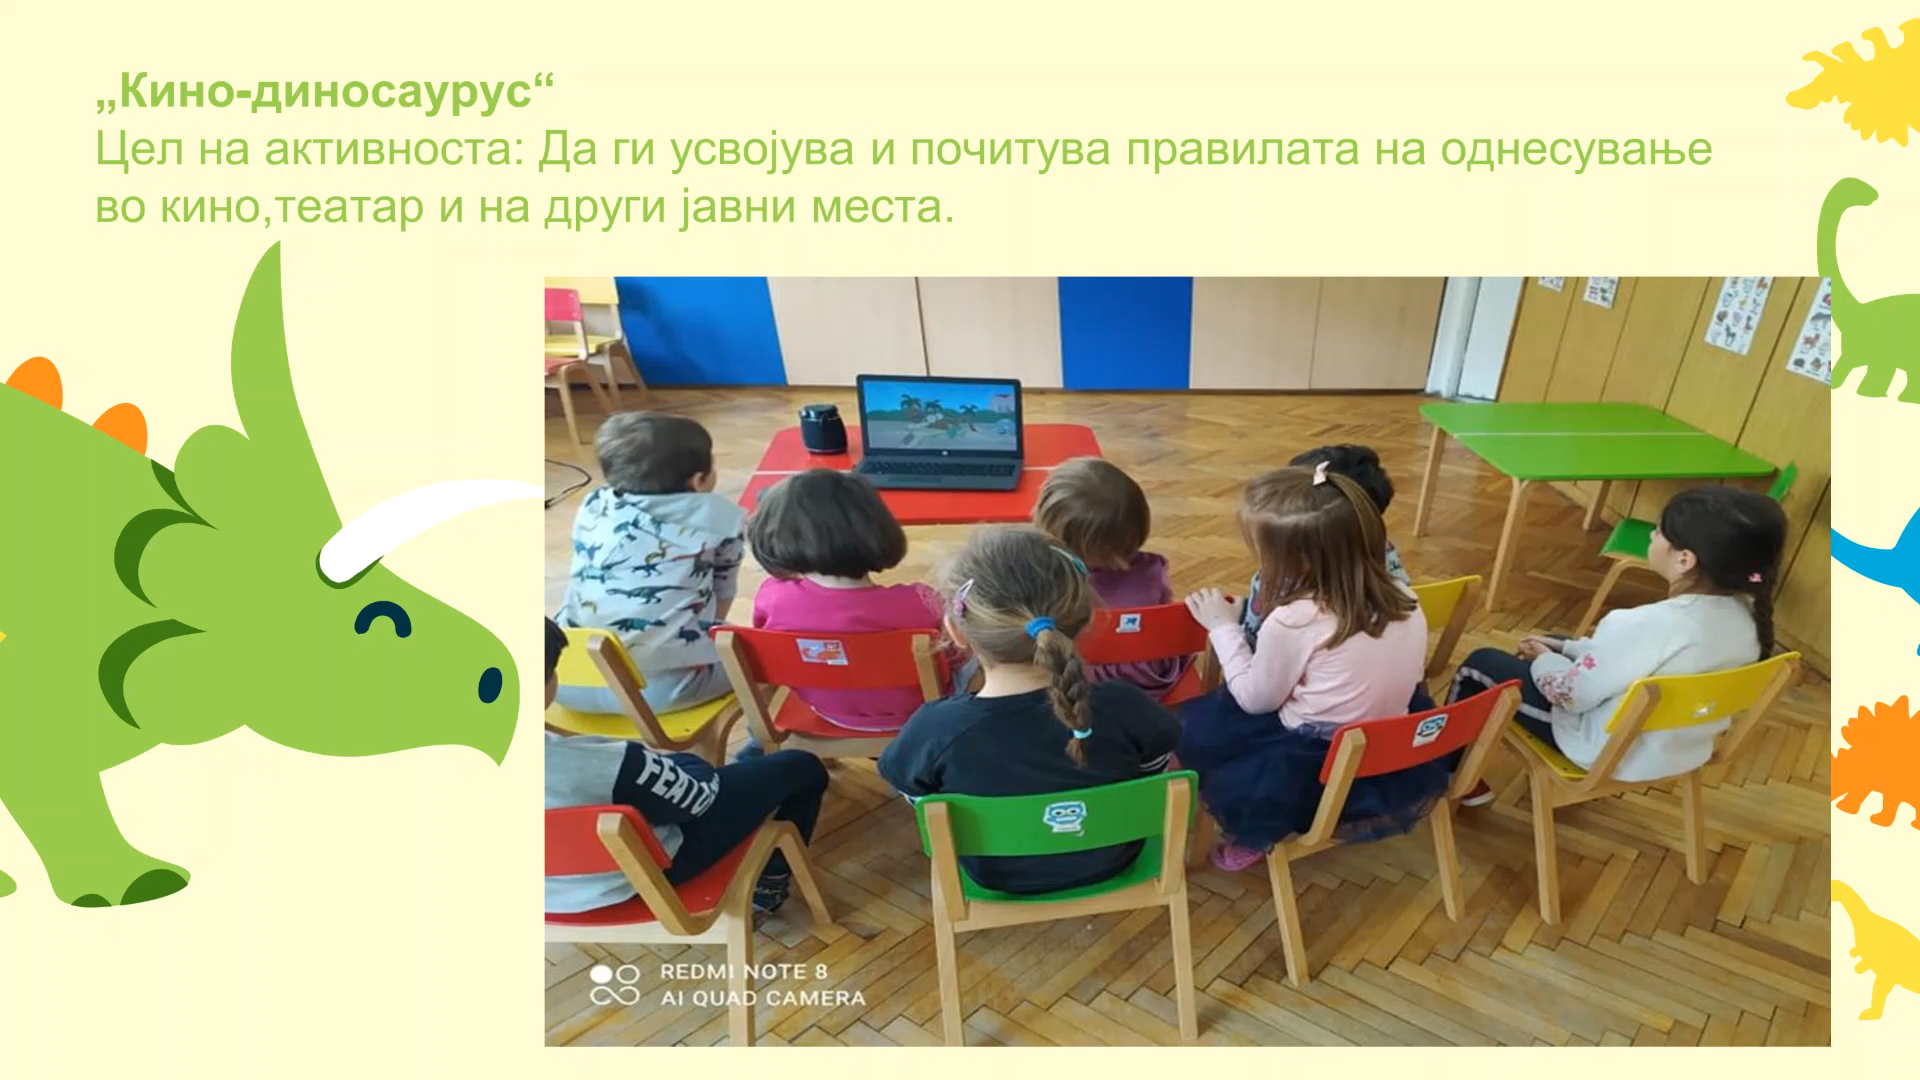 „Кино-диносаурус“
Цел на активноста: Да ги усвојува и почитува правилата на однесување
во кино,театар и на други јавни места.
REDMI NOTE 8
AI QUAD CAMERA